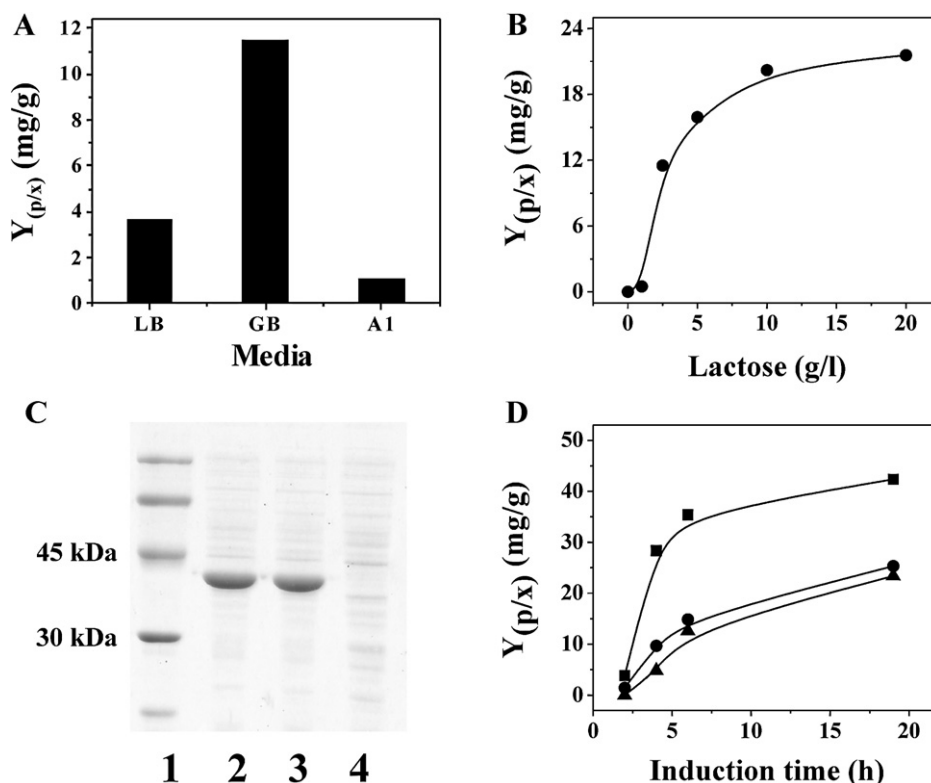 A
Y(p/x) (mg/g)
12
10
8
6
4
2
0
LB GB A1
Media
B
Y(p/x) (mg/g)
24
18
12
6
0
0 5 10 15 20
Lactose (g/l)
C
45 kDa
30 kDa
1 2 3 4
D
Y(p/x) (mg/g)
50
40
30
20
10
0
0 5 10 15 20
Induction time (h)